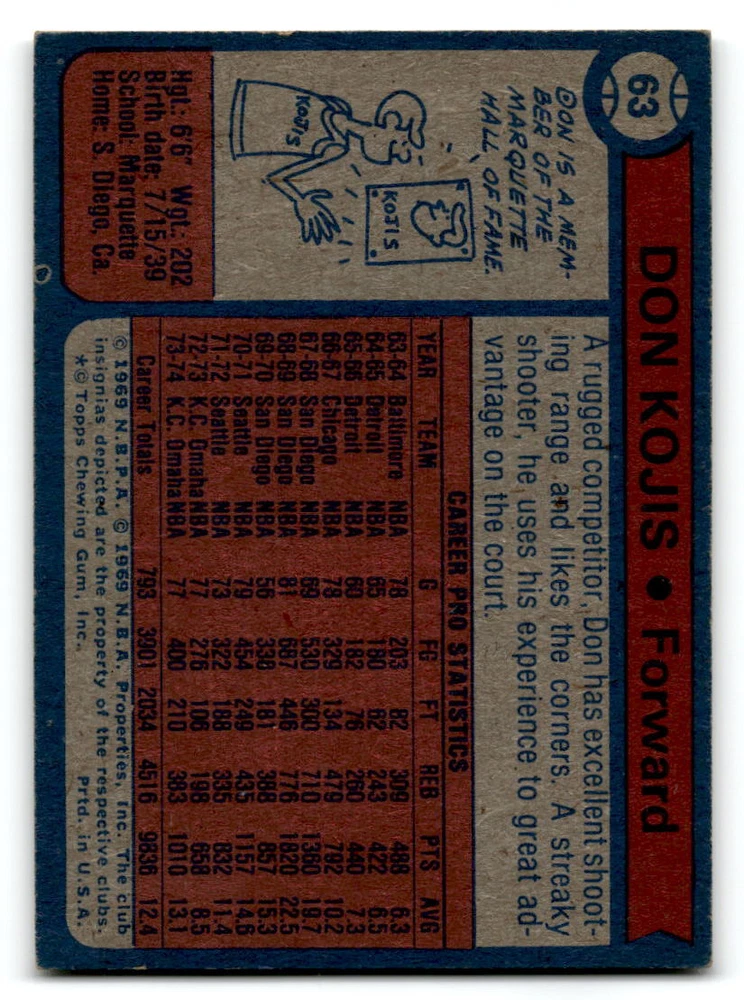 63
DON KOJIS • Forward
DON IS A MEM-
BER OF THE
MARQUETTE
HALL OF FAME.
KOJIS
KOJIS
Hgt.: 6'6" Wgt.: 202
Birth date: 7/15/39
School: Marquette
Home: S. Diego, Ca.
A rugged competitor, Don has excellent shoot-
ing range and likes the corners. A streaky
shooter, he uses his experience to great ad-
vantage on the court.
CAREER PRO STATISTICS
YEAR TEAM G FG FT REB PTS AVG
63-64 Baltimore NBA 78 203 82 309 488 6.3
64-65 Detroit NBA 65 180 82 243 422 6.5
65-66 Detroit NBA 60 182 76 260 440 7.3
66-67 Chicago NBA 78 329 134 479 792 10.2
67-68 San Diego NBA 69 530 300 710 1360 19.7
68-69 San Diego NBA 81 687 446 776 1820 22.5
69-70 San Diego NBA 56 338 181 388 857 15.3
70-71 Seattle NBA 79 454 249 435 1157 14.6
71-72 Seattle NBA 73 322 188 335 832 11.4
72-73 K.C. Omaha NBA 77 276 106 198 658 8.5
73-74 K.C. Omaha NBA 77 400 210 383 1010 13.1
Career Totals 793 3901 2034 4516 9836 12.4
© 1969 N.B.P.A. © 1969 N.B.A. Properties, Inc. The club
insignias depicted are the property of the respective clubs.
*© Topps Chewing Gum, Inc. Prtd. in U.S.A.